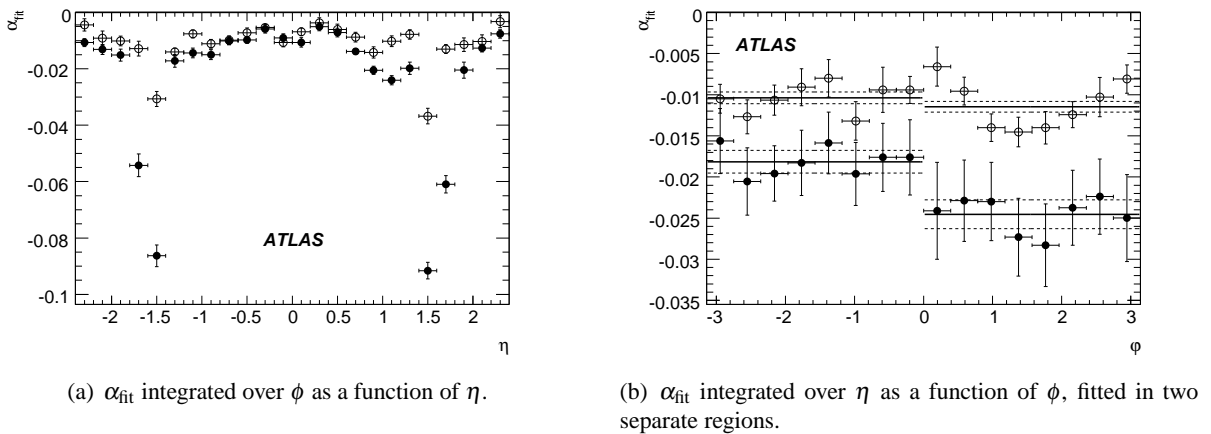 α_fit
0
-0.02
-0.04
-0.06
-0.08
-0.1
ATLAS
-2 -1.5 -1 -0.5 0 0.5 1 1.5 2
η
(a) α_fit integrated over ϕ as a function of η.
α_fit
0
-0.005
-0.01
-0.015
-0.02
-0.025
-0.03
-0.035
ATLAS
-3 -2 -1 0 1 2 3
φ
(b) α_fit integrated over η as a function of ϕ, fitted in two
separate regions.